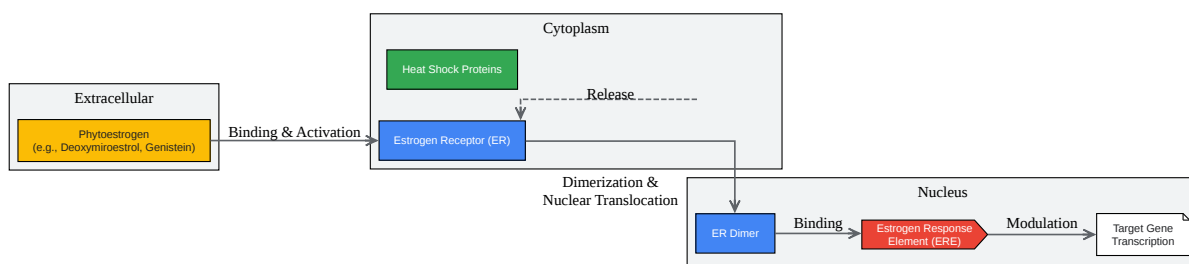 Cytoplasm
Heat Shock Proteins
Release
Extracellular
Phytoestrogen
(e.g., Deoxymiroestrol, Genistein)
Binding & Activation
Estrogen Receptor (ER)
Dimerization &
Nuclear Translocation
Nucleus
ER Dimer
Binding
Estrogen Response
Element (ERE)
Modulation
Target Gene
Transcription